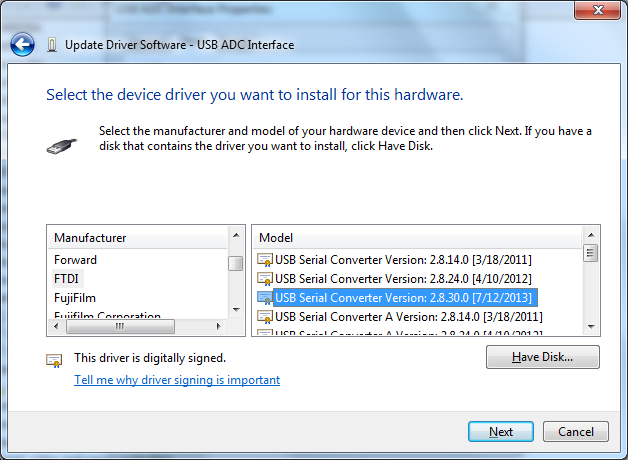 USB ADC Interface Properties
Update Driver Software - USB ADC Interface
Select the device driver you want to install for this hardware.
Select the manufacturer and model of your hardware device and then click Next. If you have a
disk that contains the driver you want to install, click Have Disk.
Manufacturer
Forward
FTDI
FujiFilm
Fujifilm Corporation
Model
USB Serial Converter Version: 2.8.14.0 [3/18/2011]
USB Serial Converter Version: 2.8.24.0 [4/10/2012]
USB Serial Converter Version: 2.8.30.0 [7/12/2013]
USB Serial Converter A Version: 2.8.14.0 [3/18/2011]
USB Serial Converter A Version: 2.8.24.0 [4/10/2012]
This driver is digitally signed.
Have Disk...
Tell me why driver signing is important
Next
Cancel